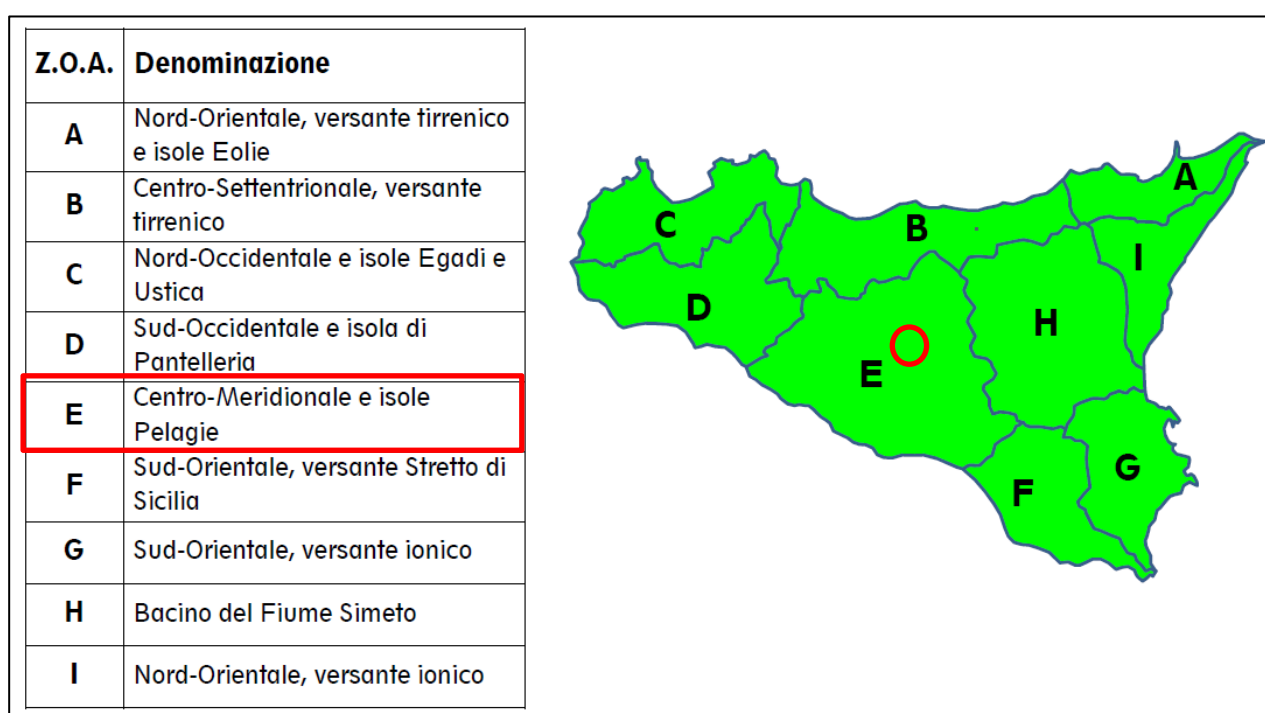 Z.O.A. Denominazione
A Nord-Orientale, versante tirrenico
e isole Eolie
B Centro-Settentrionale, versante
tirrenico
C Nord-Occidentale e isole Egadi e
Ustica
D Sud-Occidentale e isola di
Pantelleria
E Centro-Meridionale e isole
Pelagie
F Sud-Orientale, versante Stretto di
Sicilia
G Sud-Orientale, versante ionico
H Bacino del Fiume Simeto
I Nord-Orientale, versante ionico
A
B
C
I
D
H
E
G
F